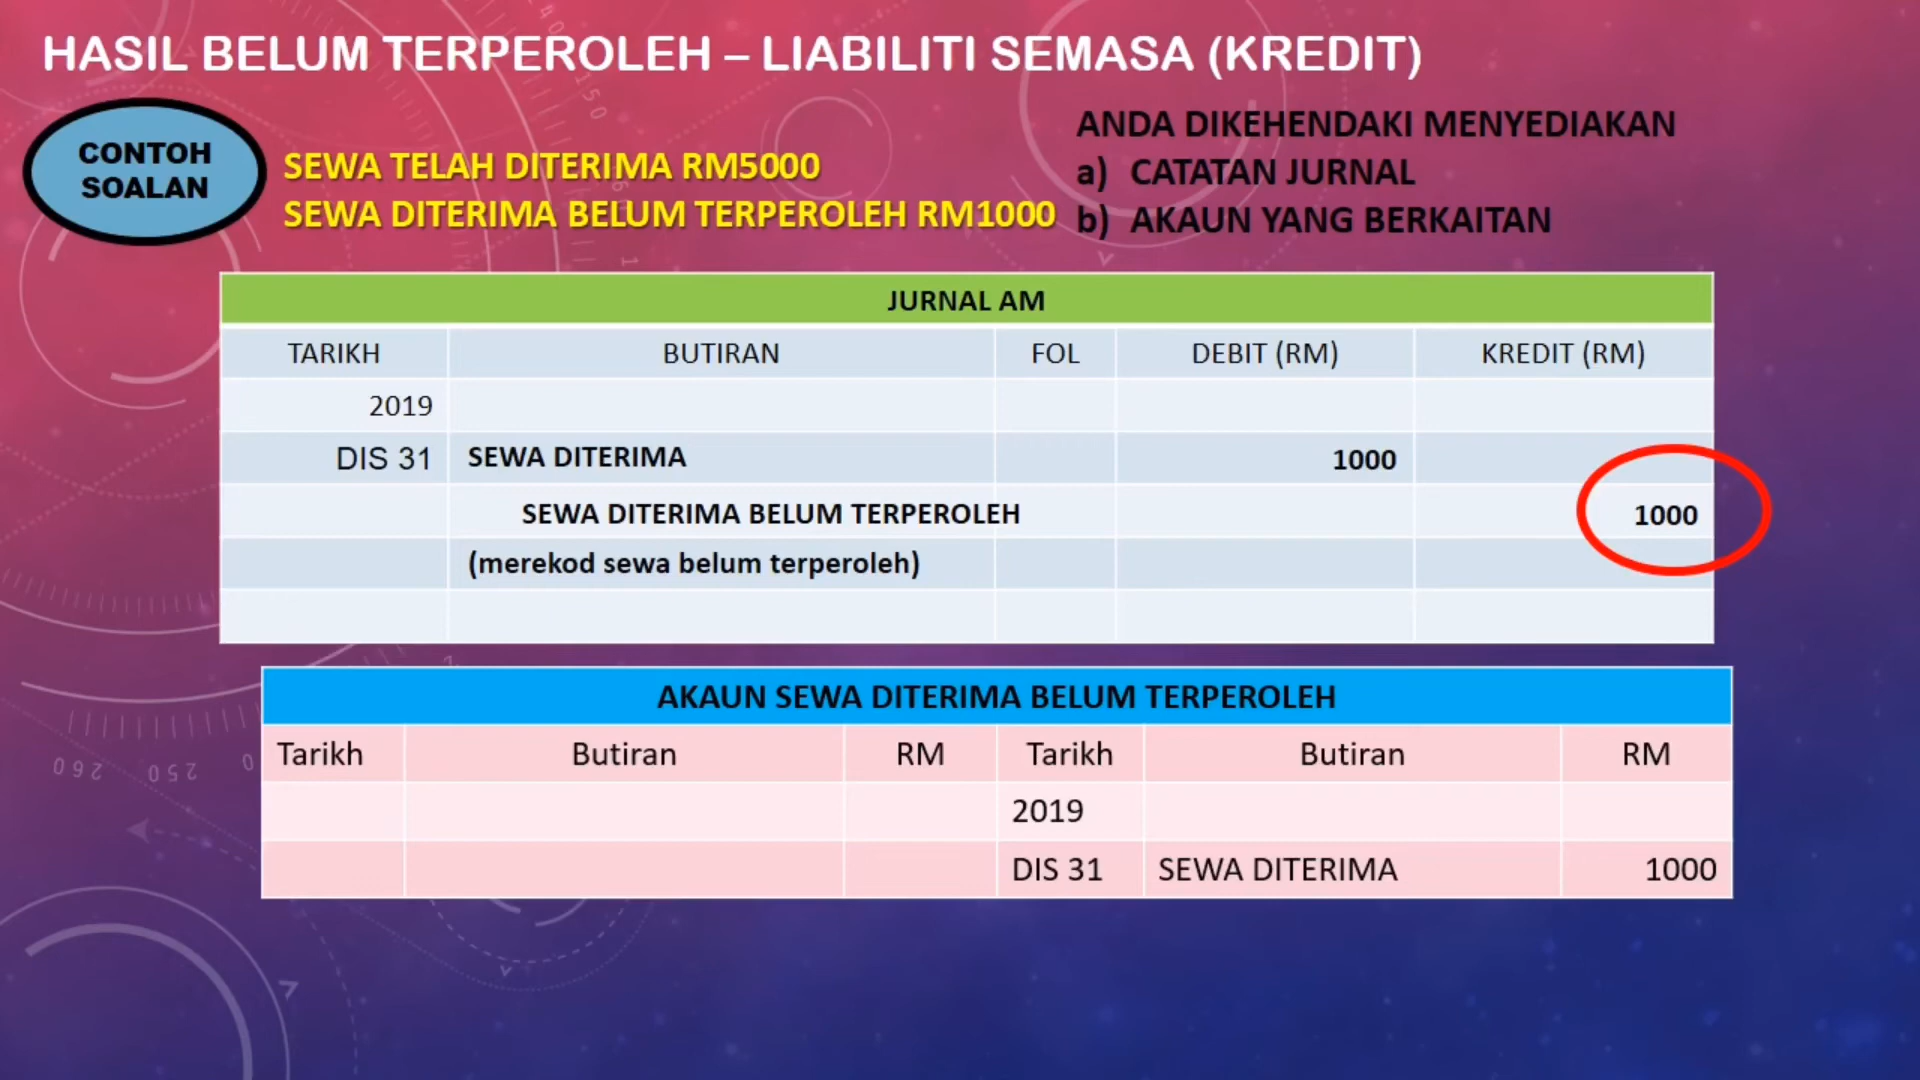 HASIL BELUM TERPEROLEH – LIABILITI SEMASA (KREDIT)
CONTOH
SOALAN
SEWA TELAH DITERIMA RM5000
SEWA DITERIMA BELUM TERPEROLEH RM1000
ANDA DIKEHENDAKI MENYEDIAKAN
a) CATATAN JURNAL
b) AKAUN YANG BERKAITAN
JURNAL AM
TARIKH BUTIRAN FOL DEBIT (RM) KREDIT (RM)
2019
DIS 31 SEWA DITERIMA 1000
SEWA DITERIMA BELUM TERPEROLEH 1000
(merekod sewa belum terperoleh)
AKAUN SEWA DITERIMA BELUM TERPEROLEH
Tarikh Butiran RM Tarikh Butiran RM
2019
DIS 31 SEWA DITERIMA 1000
260 250
150